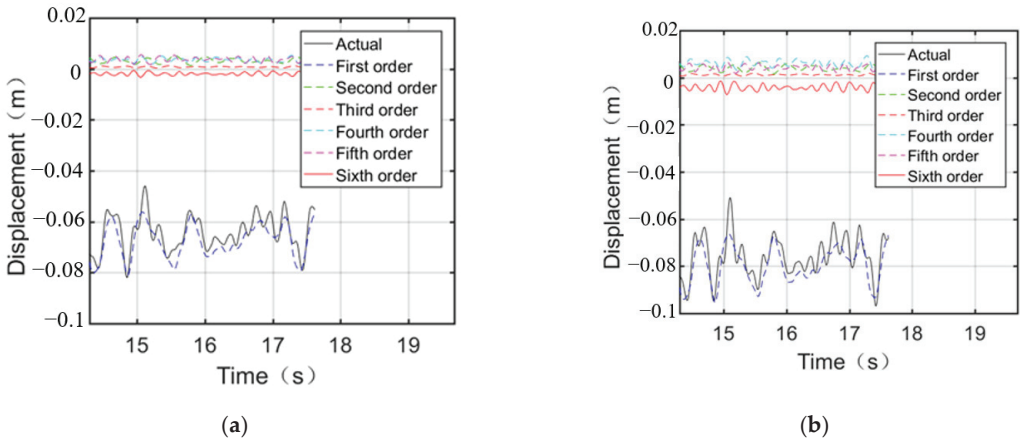 0.02
0
−0.02
−0.04
−0.06
−0.08
−0.1
Displacement（m）
15 16 17 18 19
Time（s）
Actual
First order
Second order
Third order
Fourth order
Fifth order
Sixth order
(a)
0.02
0
−0.02
−0.04
−0.06
−0.08
−0.1
Displacement（m）
15 16 17 18 19
Time（s）
Actual
First order
Second order
Third order
Fourth order
Fifth order
Sixth order
(b)